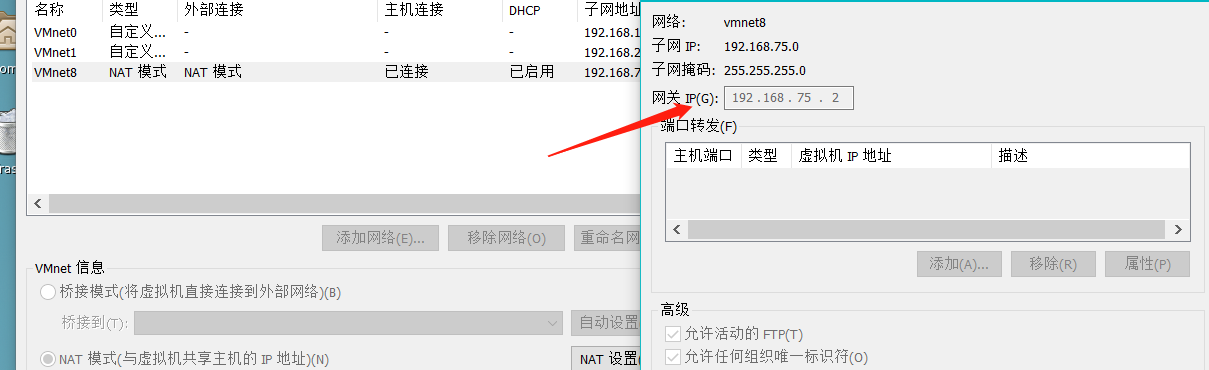 名称 类型 外部连接 主机连接 DHCP 子网地址
VMnet0 自定义... - - - 192.168.1
VMnet1 自定义... - - - 192.168.2
VMnet8 NAT 模式 NAT 模式 已连接 已启用 192.168.7
添加网络(E)... 移除网络(O) 重命名网
VMnet 信息
桥接模式(将虚拟机直接连接到外部网络)(B)
桥接到(T): 自动设置
NAT 模式(与虚拟机共享主机的 IP 地址)(N) NAT 设置(
网络: vmnet8
子网 IP: 192.168.75.0
子网掩码: 255.255.255.0
网关 IP(G): 192 . 168 . 75 . 2
端口转发(F)
主机端口 类型 虚拟机 IP 地址 描述
添加(A)... 移除(R) 属性(P)
高级
允许活动的 FTP(T)
允许任何组织唯一标识符(O)